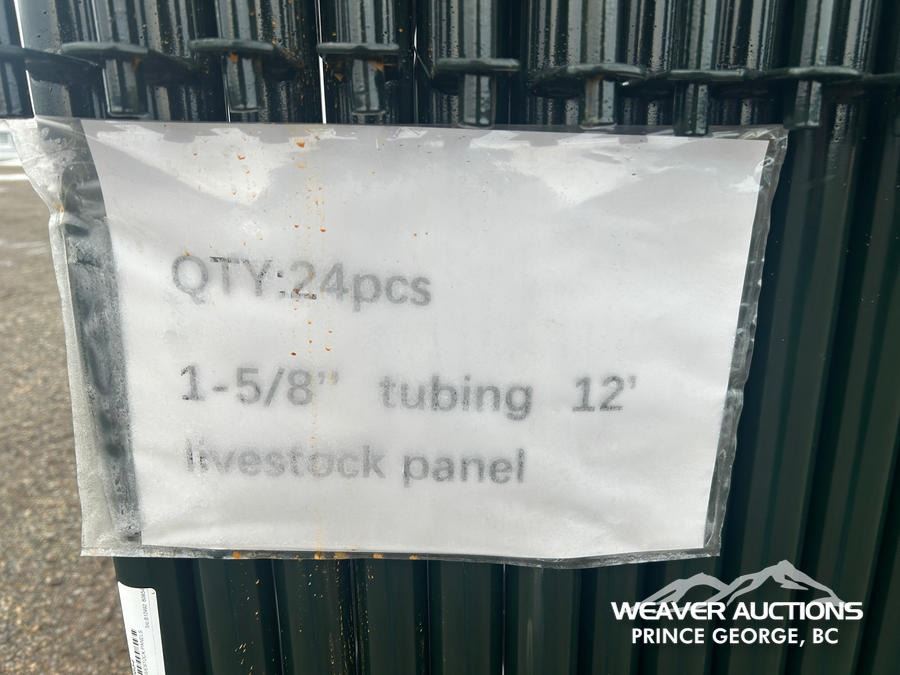 QTY:24pcs
1-5/8" tubing 12'
livestock panel
WEAVER AUCTIONS
PRINCE GEORGE, BC